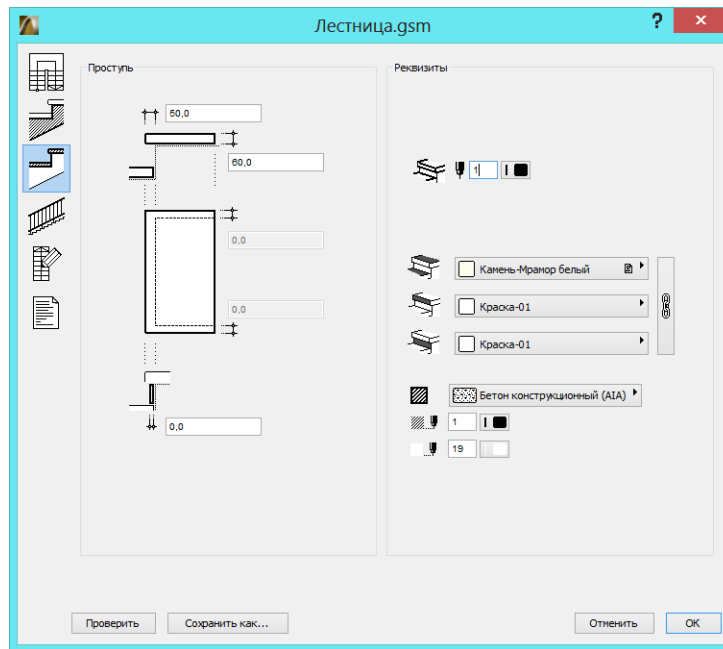 Лестница.gsm
?
×
Проступь
50,0
60,0
0,0
0,0
0,0
Реквизиты
1
Камень-Мрамор белый
Краска-01
Краска-01
Бетон конструкционный (AIA)
1
19
Проверить
Сохранить как...
Отменить
OK